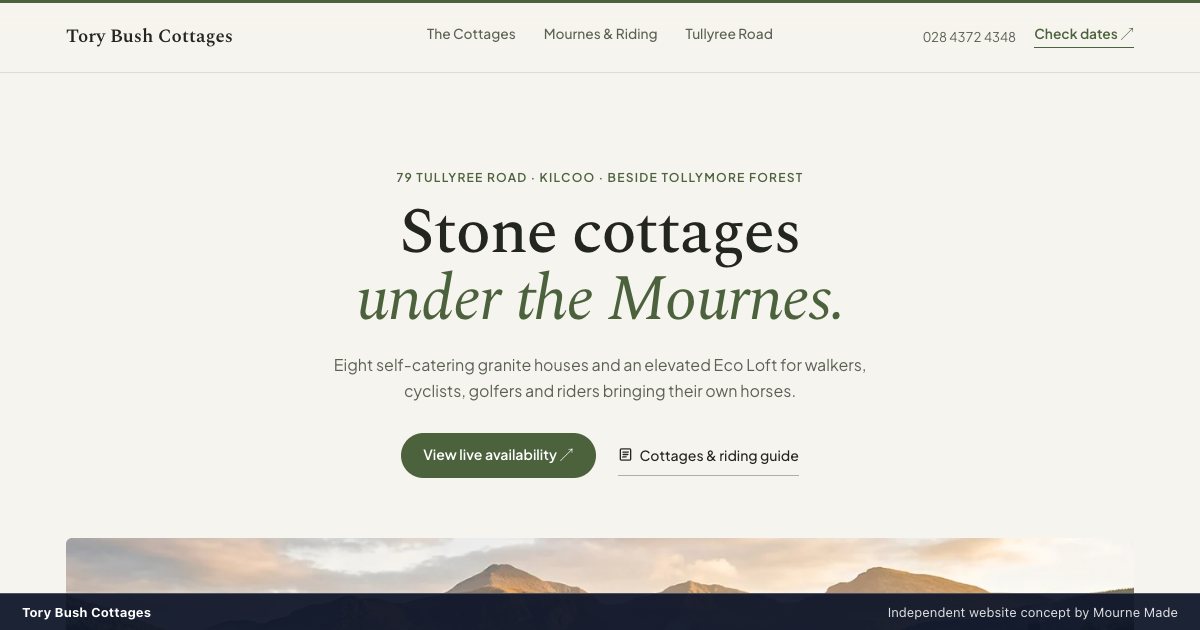 Tory Bush Cottages
The Cottages
Mournes & Riding
Tullyree Road
028 4372 4348
Check dates ↗
79 TULLYREE ROAD · KILCOO · BESIDE TOLLYMORE FOREST
Stone cottages
under the Mournes.
Eight self-catering granite houses and an elevated Eco Loft for walkers,
cyclists, golfers and riders bringing their own horses.
View live availability ↗
Cottages & riding guide
Tory Bush Cottages
Independent website concept by Mourne Made